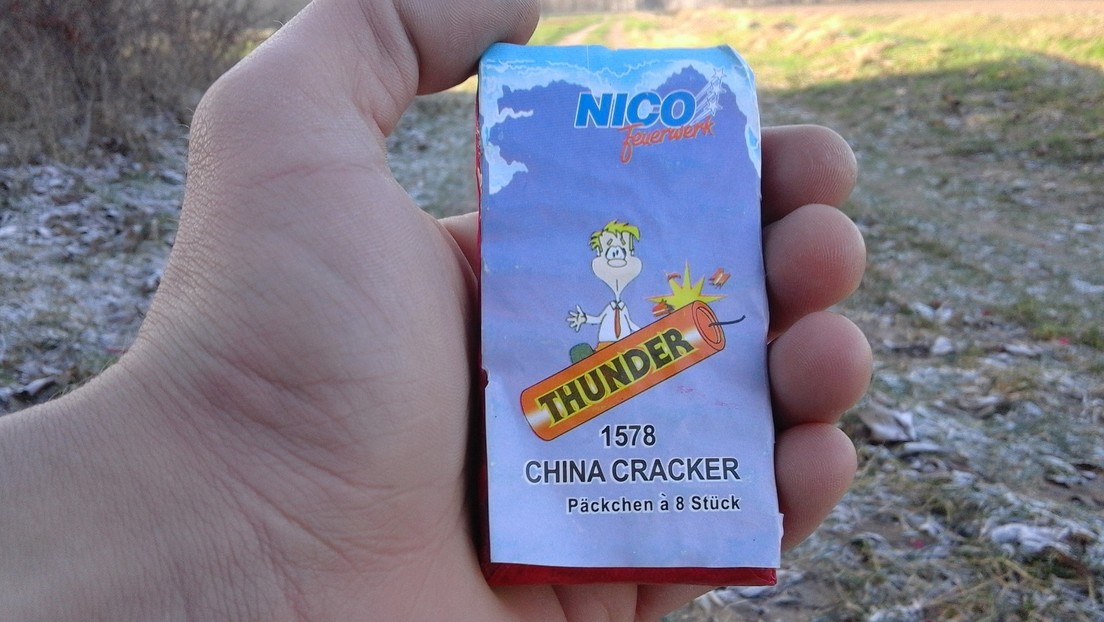 NICO
Feuerwerk
THUNDER
1578
CHINA CRACKER
Päckchen à 8 Stück